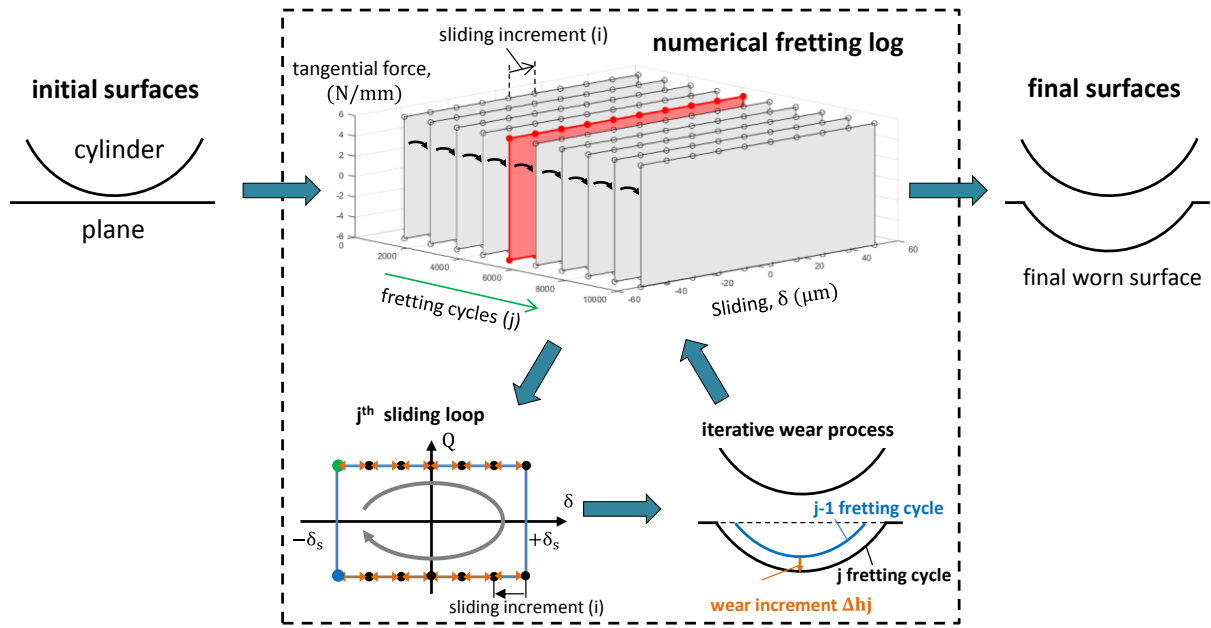 initial surfaces
cylinder
plane
sliding increment (i)
numerical fretting log
tangential force,
(N/mm)
6
4
2
0
-2
-4
-6
0
2000
4000
6000
8000
10000
-60
-40
-20
0
20
40
60
fretting cycles (j)
Sliding, δ (μm)
final surfaces
final worn surface
jth sliding loop
Q
δ
−δs
+δs
sliding increment (i)
iterative wear process
j-1 fretting cycle
j fretting cycle
wear increment Δhj